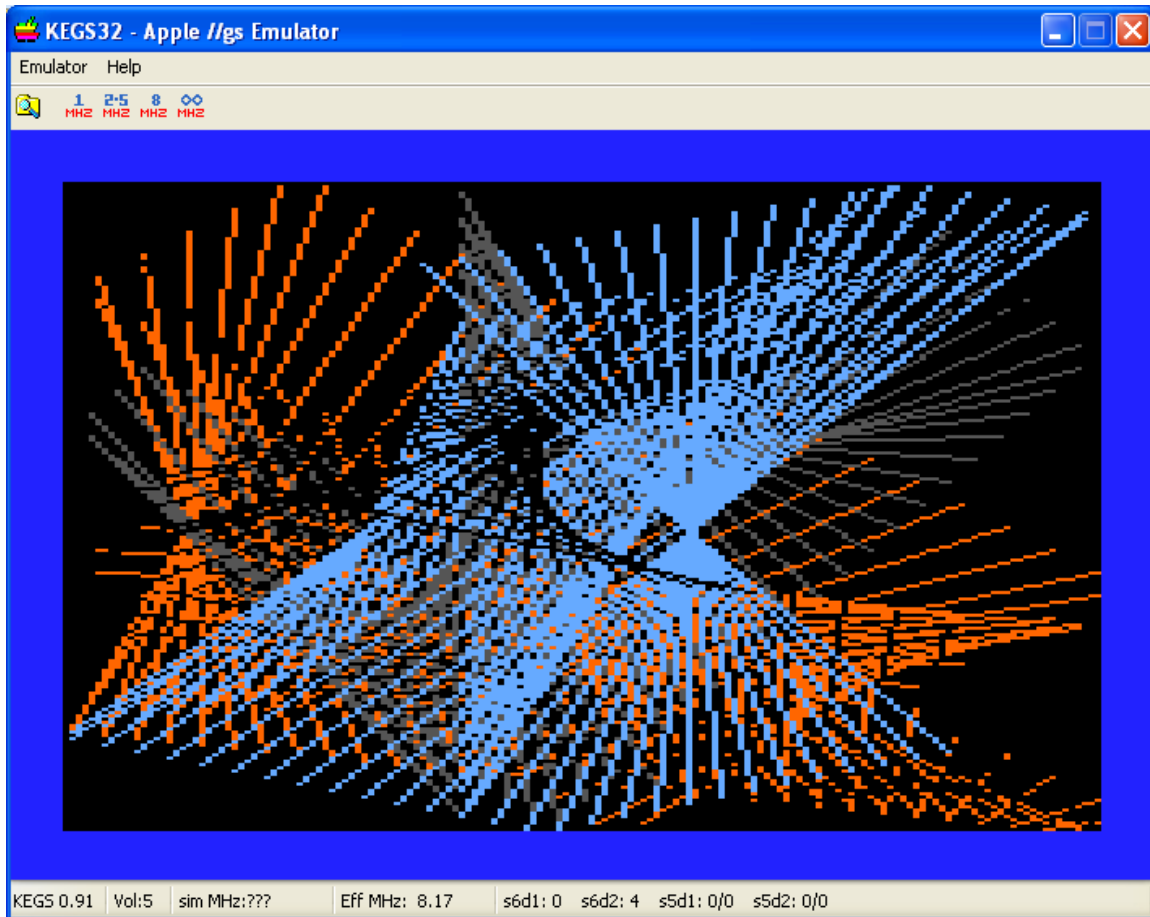 KEGS32 - Apple //gs Emulator
Emulator Help
1 MHZ 2·5 MHZ 8 MHZ ∞ MHZ
KEGS 0.91 Vol:5 sim MHz:??? Eff MHz: 8.17 s6d1: 0 s6d2: 4 s5d1: 0/0 s5d2: 0/0